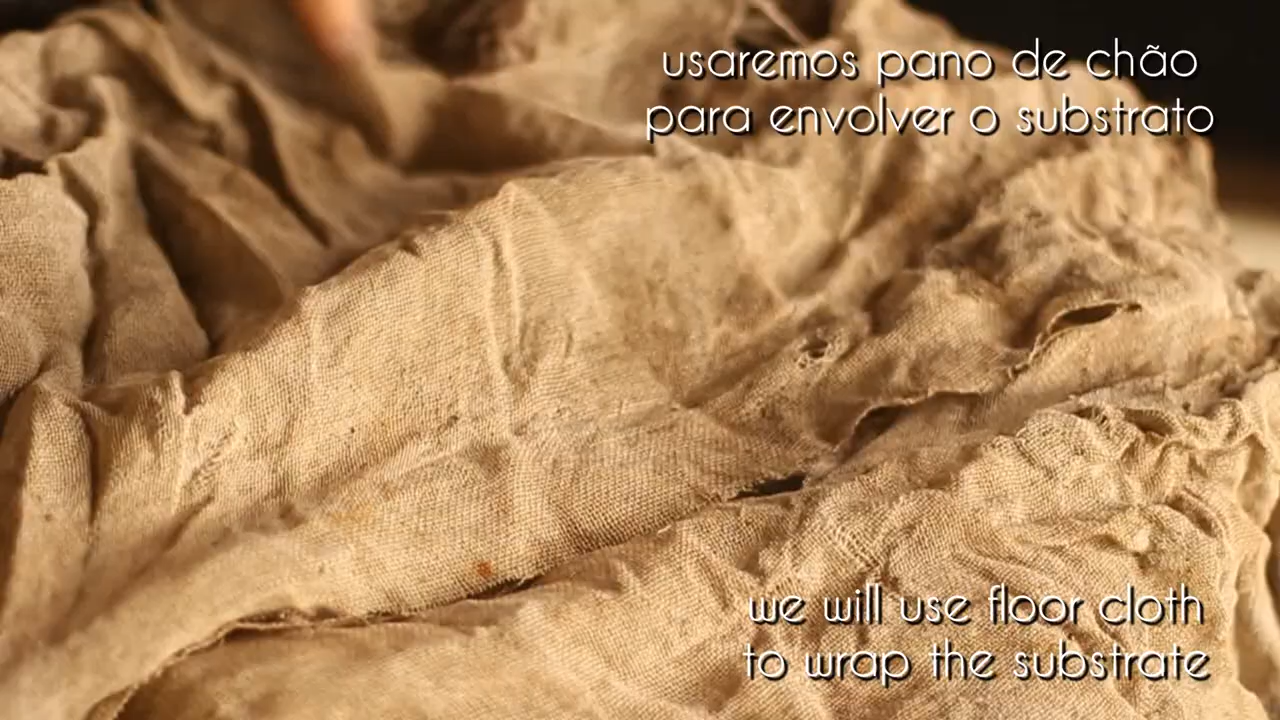 usaremos pano de chão
para envolver o substrato
we will use floor cloth
to wrap the substrate